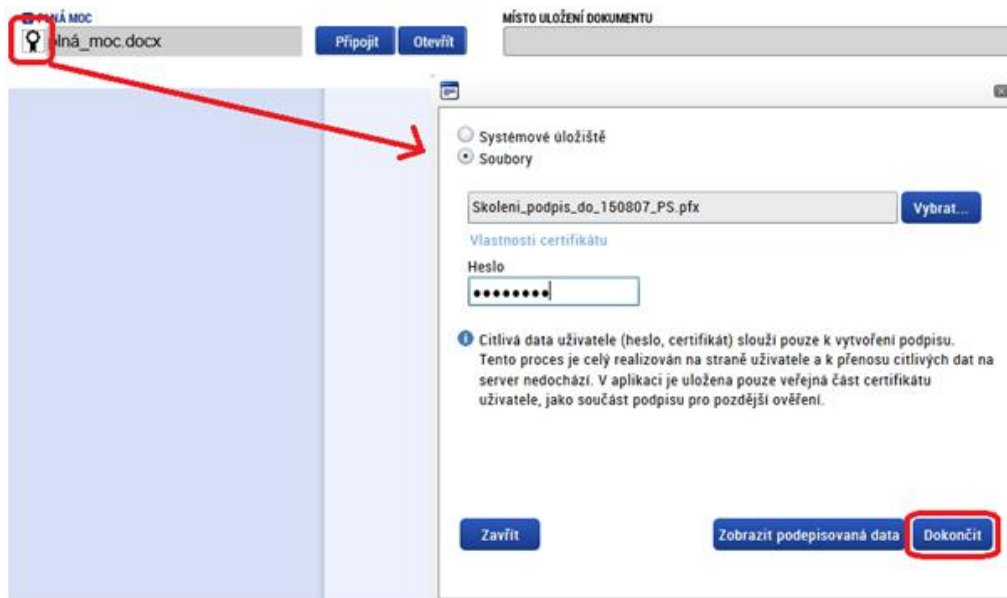 PLNÁ MOC
plná_moc.docx
Připojit
Otevřít
MÍSTO ULOŽENÍ DOKUMENTU
Systémové úložiště
Soubory
Skoleni_podpis_do_150807_PS.pfx
Vybrat...
Vlastnosti certifikátu
Heslo
Citlivá data uživatele (heslo, certifikát) slouží pouze k vytvoření podpisu.
Tento proces je celý realizován na straně uživatele a k přenosu citlivých dat na
server nedochází. V aplikaci je uložena pouze veřejná část certifikátu
uživatele, jako součást podpisu pro pozdější ověření.
Zavřít
Zobrazit podepisovaná data
Dokončit